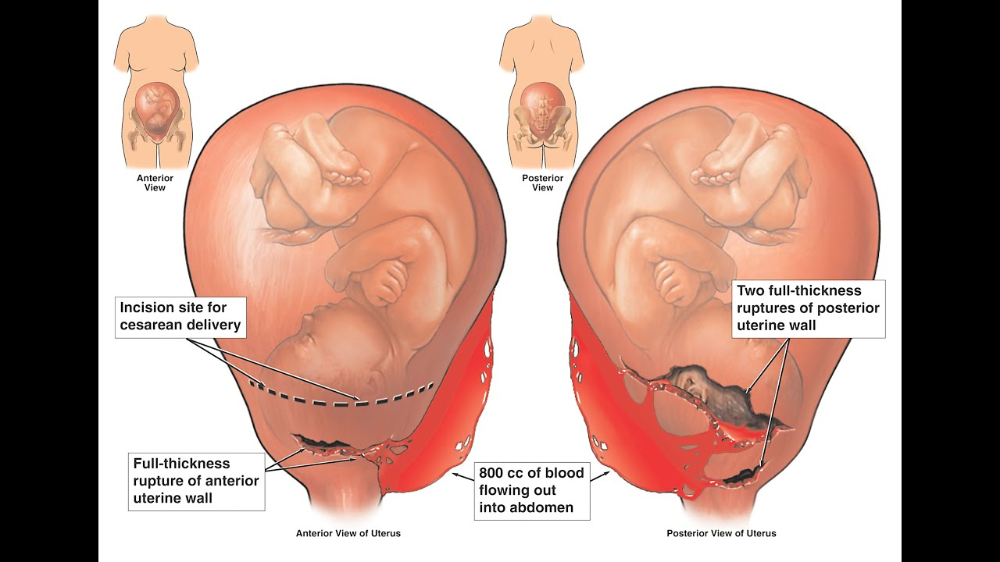 Anterior
View
Posterior
View
Incision site for
cesarean delivery
Two full-thickness
ruptures of posterior
uterine wall
Full-thickness
rupture of anterior
uterine wall
800 cc of blood
flowing out
into abdomen
Anterior View of Uterus
Posterior View of Uterus